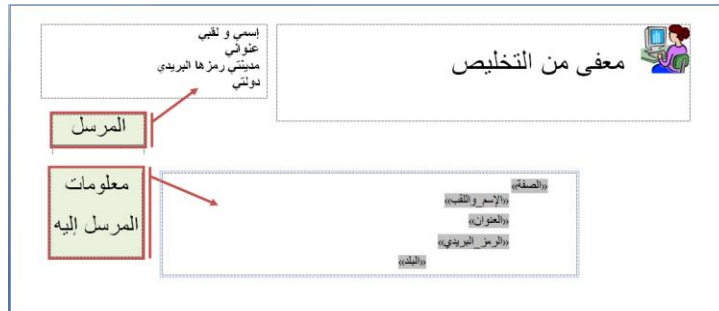 معفى من التخليص
إسمي و لقبي
عنواني
مدينتي رمزها البريدي
دولتي
المرسل
معلومات
المرسل إليه
«الصفة»
«الإسم_واللقب»
«العنوان»
«الرمز_البريدي»
«البلد»